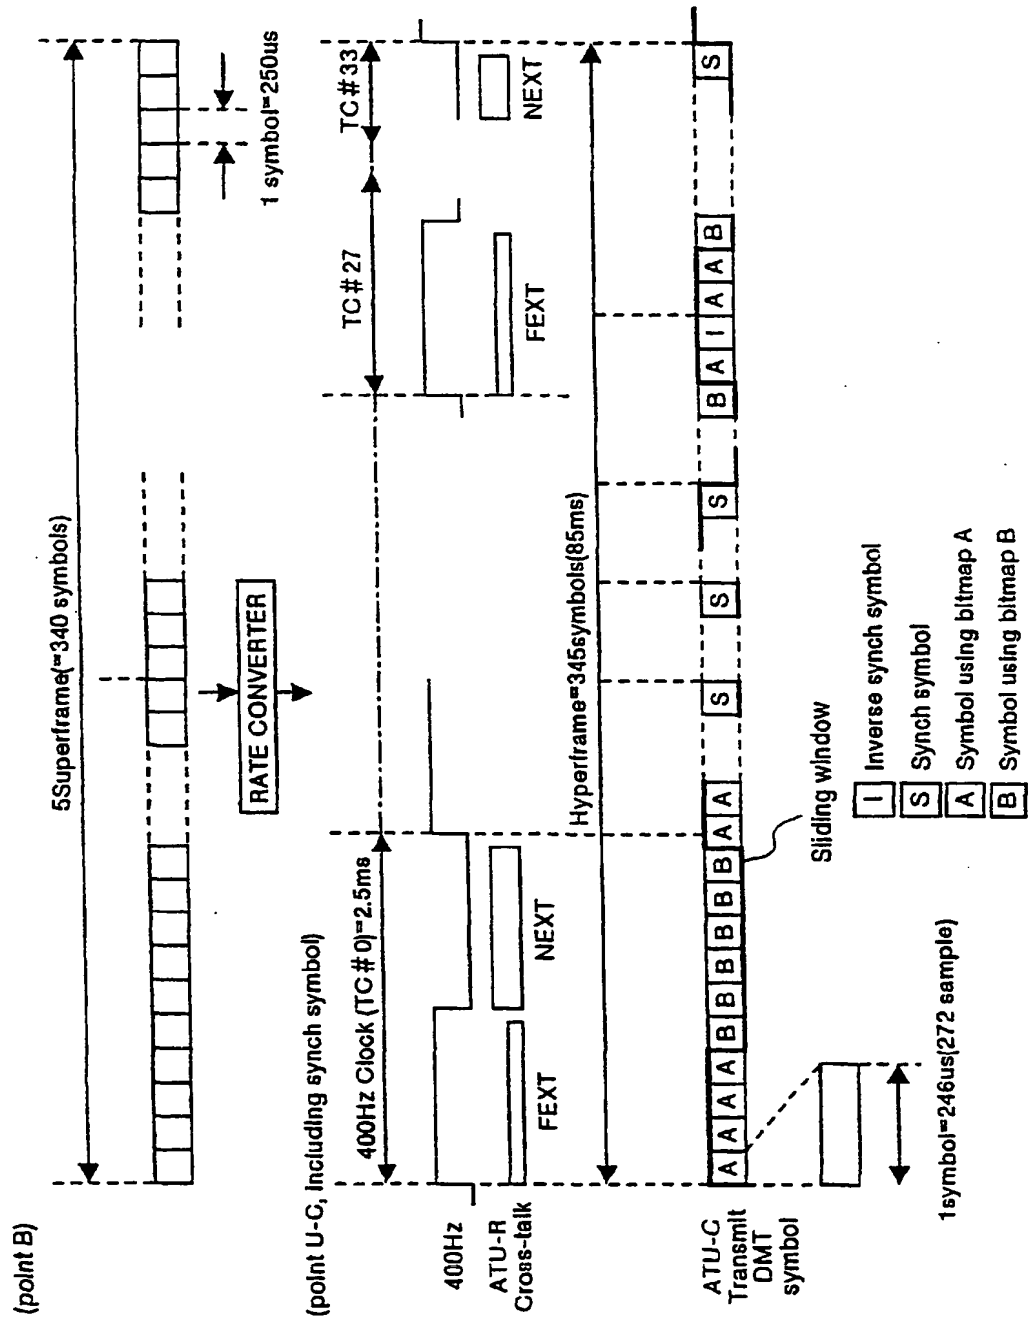 (point B)
5Superframe(=340 symbols)
1 symbol=250us
RATE CONVERTER
(point U-C, Including synch symbol)
400Hz Clock (TC#0)=2.5ms
TC#27
TC#33
400Hz
ATU-R
Cross-talk
FEXT
NEXT
FEXT
NEXT
Hyperframe=345symbols(85ms)
ATU-C
Transmit
DMT
symbol
A A A A B B B B B B A A S S S B A I A A B S
Sliding window
1symbol=246us(272 sample)
I Inverse synch symbol
S Synch symbol
A Symbol using bitmap A
B Symbol using bitmap B